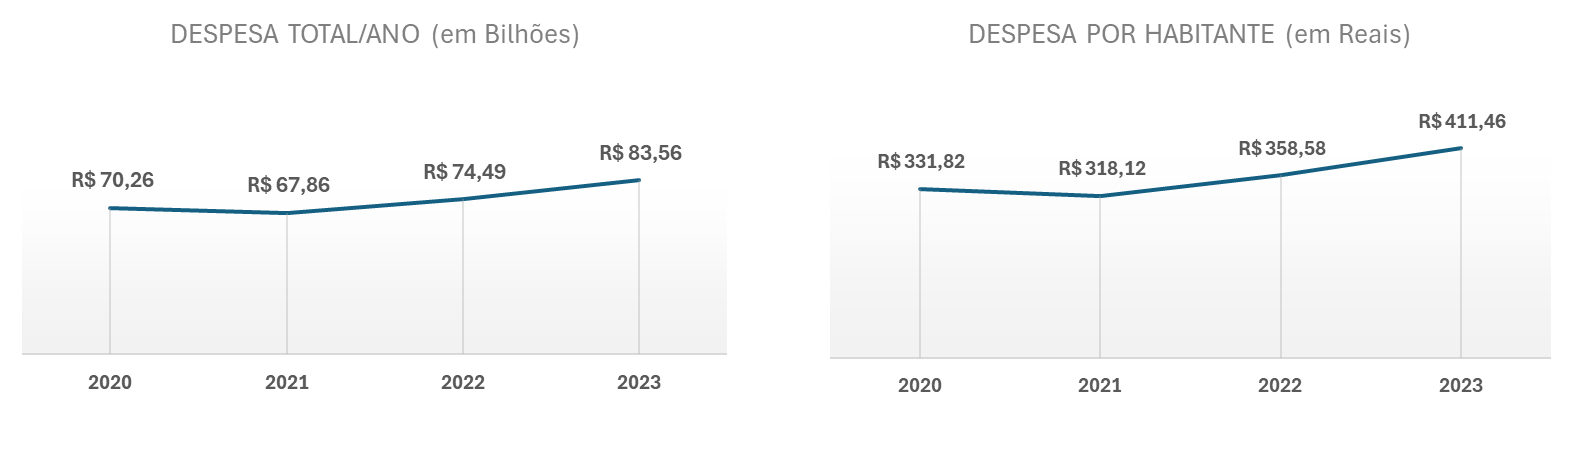 DESPESA TOTAL/ANO (em Bilhões)
R$ 70,26
R$ 67,86
R$ 74,49
R$ 83,56
2020
2021
2022
2023
DESPESA POR HABITANTE (em Reais)
R$ 331,82
R$ 318,12
R$ 358,58
R$ 411,46
2020
2021
2022
2023